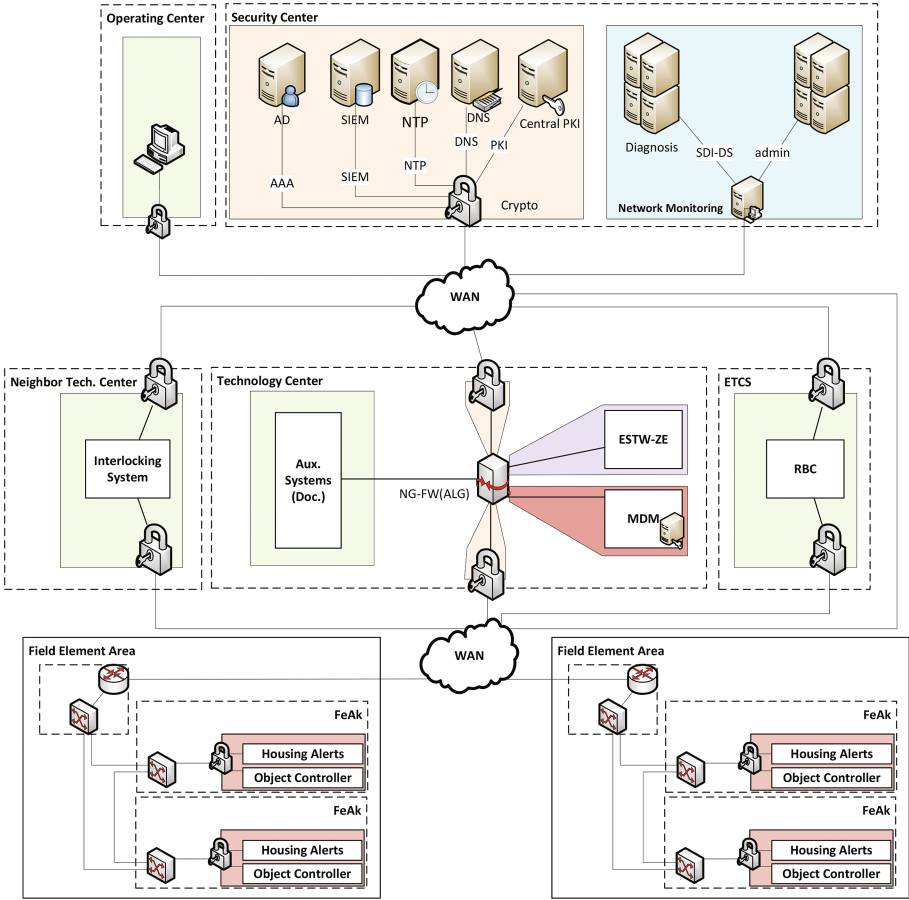 Operating Center
Security Center
AD
SIEM
NTP
DNS
Central PKI
AAA
SIEM
NTP
DNS
PKI
Crypto
Diagnosis
SDI-DS
admin
Network Monitoring
WAN
Neighbor Tech. Center
Interlocking
System
Technology Center
Aux.
Systems
(Doc.)
NG-FW(ALG)
ESTW-ZE
MDM
ETCS
RBC
WAN
Field Element Area
FeAk
Housing Alerts
Object Controller
FeAk
Housing Alerts
Object Controller
Field Element Area
FeAk
Housing Alerts
Object Controller
FeAk
Housing Alerts
Object Controller